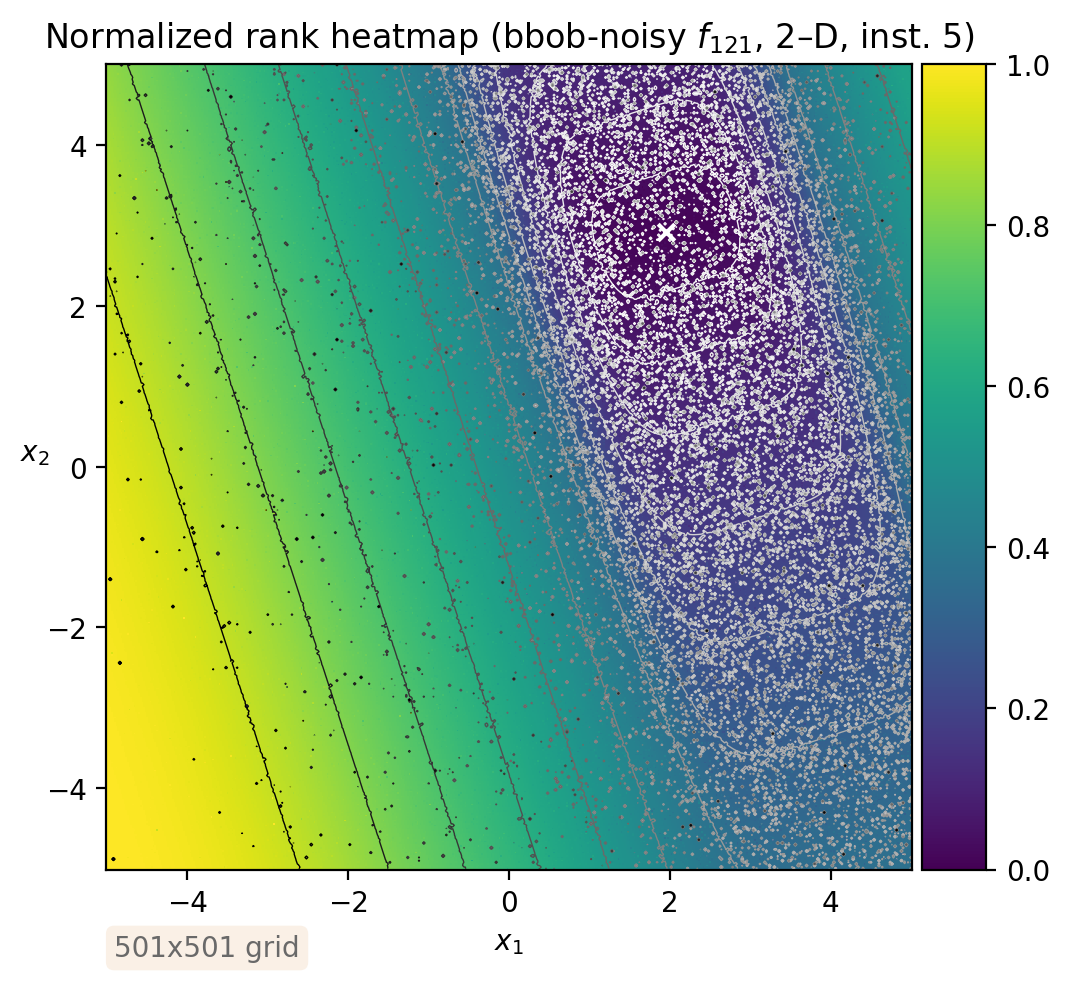 Normalized rank heatmap (bbob-noisy f₁₂₁, 2–D, inst. 5)
1.0
0.8
0.6
0.4
0.2
0.0
4
2
0
−2
−4
x₂
−4 −2 0 2 4
x₁
501x501 grid